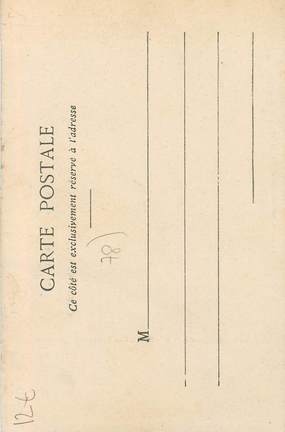 CARTE POSTALE
Ce côté est exclusivement réservé à l'adresse
78)
M
12€